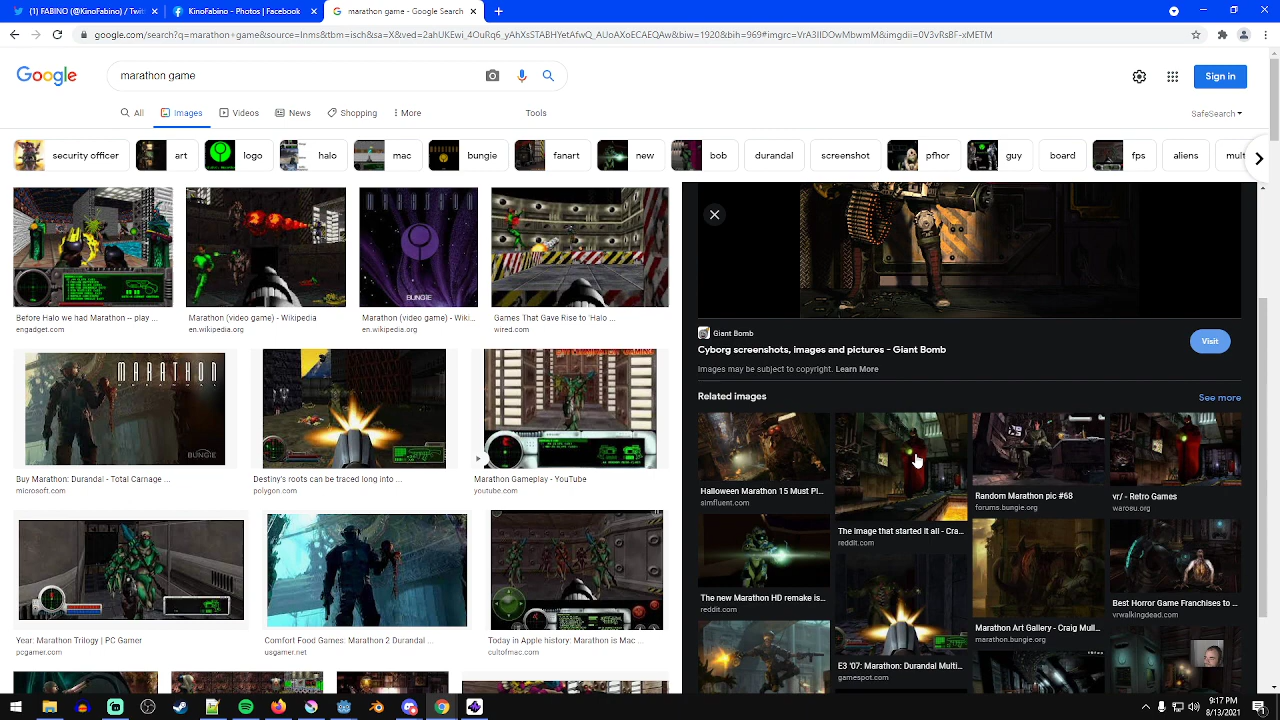 (1) FABINO (@KinoFabino) / Twit
KinoFabino - Photos | Facebook
marathon game - Google Search
google.com/search?q=marathon+game&source=lnms&tbm=isch&sa=X&ved=2ahUKEwi_4OuRq6_yAhXsSTABHYetAfwQ_AUoAXoECAEQAw&biw=1920&bih=969#imgrc=VrA3IIDOwMbwmM&imgdii=0V3vRsBF-xMETM
Google
marathon game
Sign in
All
Images
Videos
News
Shopping
More
Tools
SafeSearch
security officer
art
logo
halo
mac
bungie
fanart
new
bob
durandal
screenshot
pfhor
guy
board
fps
aliens
mult
BUNGIE
Before Halo we had Marathon -- play ...
engadget.com
Marathon (video game) - Wikipedia
en.wikipedia.org
Marathon (video game) - Wiki...
en.wikipedia.org
Games That Gave Rise to 'Halo ...
wired.com
MARATHON
BUNGIE
Buy Marathon: Durandal - Total Carnage ...
microsoft.com
Destiny's roots can be traced long into ...
polygon.com
Marathon Gameplay - YouTube
youtube.com
Year: Marathon Trilogy | PC Gamer
pcgamer.com
Comfort Food Games: Marathon 2 Durandal ...
usgamer.net
Today in Apple history: Marathon is Mac ...
cultofmac.com
Giant Bomb
Cyborg screenshots, images and pictures - Giant Bomb
Visit
Images may be subject to copyright. Learn More
Related images
See more
Halloween Marathon 15 Must Pl...
simfluent.com
The image that started it all - Cra...
reddit.com
Random Marathon pic #68
forums.bungie.org
vr/ - Retro Games
warosu.org
The new Marathon HD remake is...
reddit.com
E3 '07: Marathon: Durandal Multi...
gamespot.com
Marathon Art Gallery - Craig Mull...
marathon.bungie.org
Best Horror Game Franchises to ...
vrwalkingdead.com
9:17 PM
8/13/2021